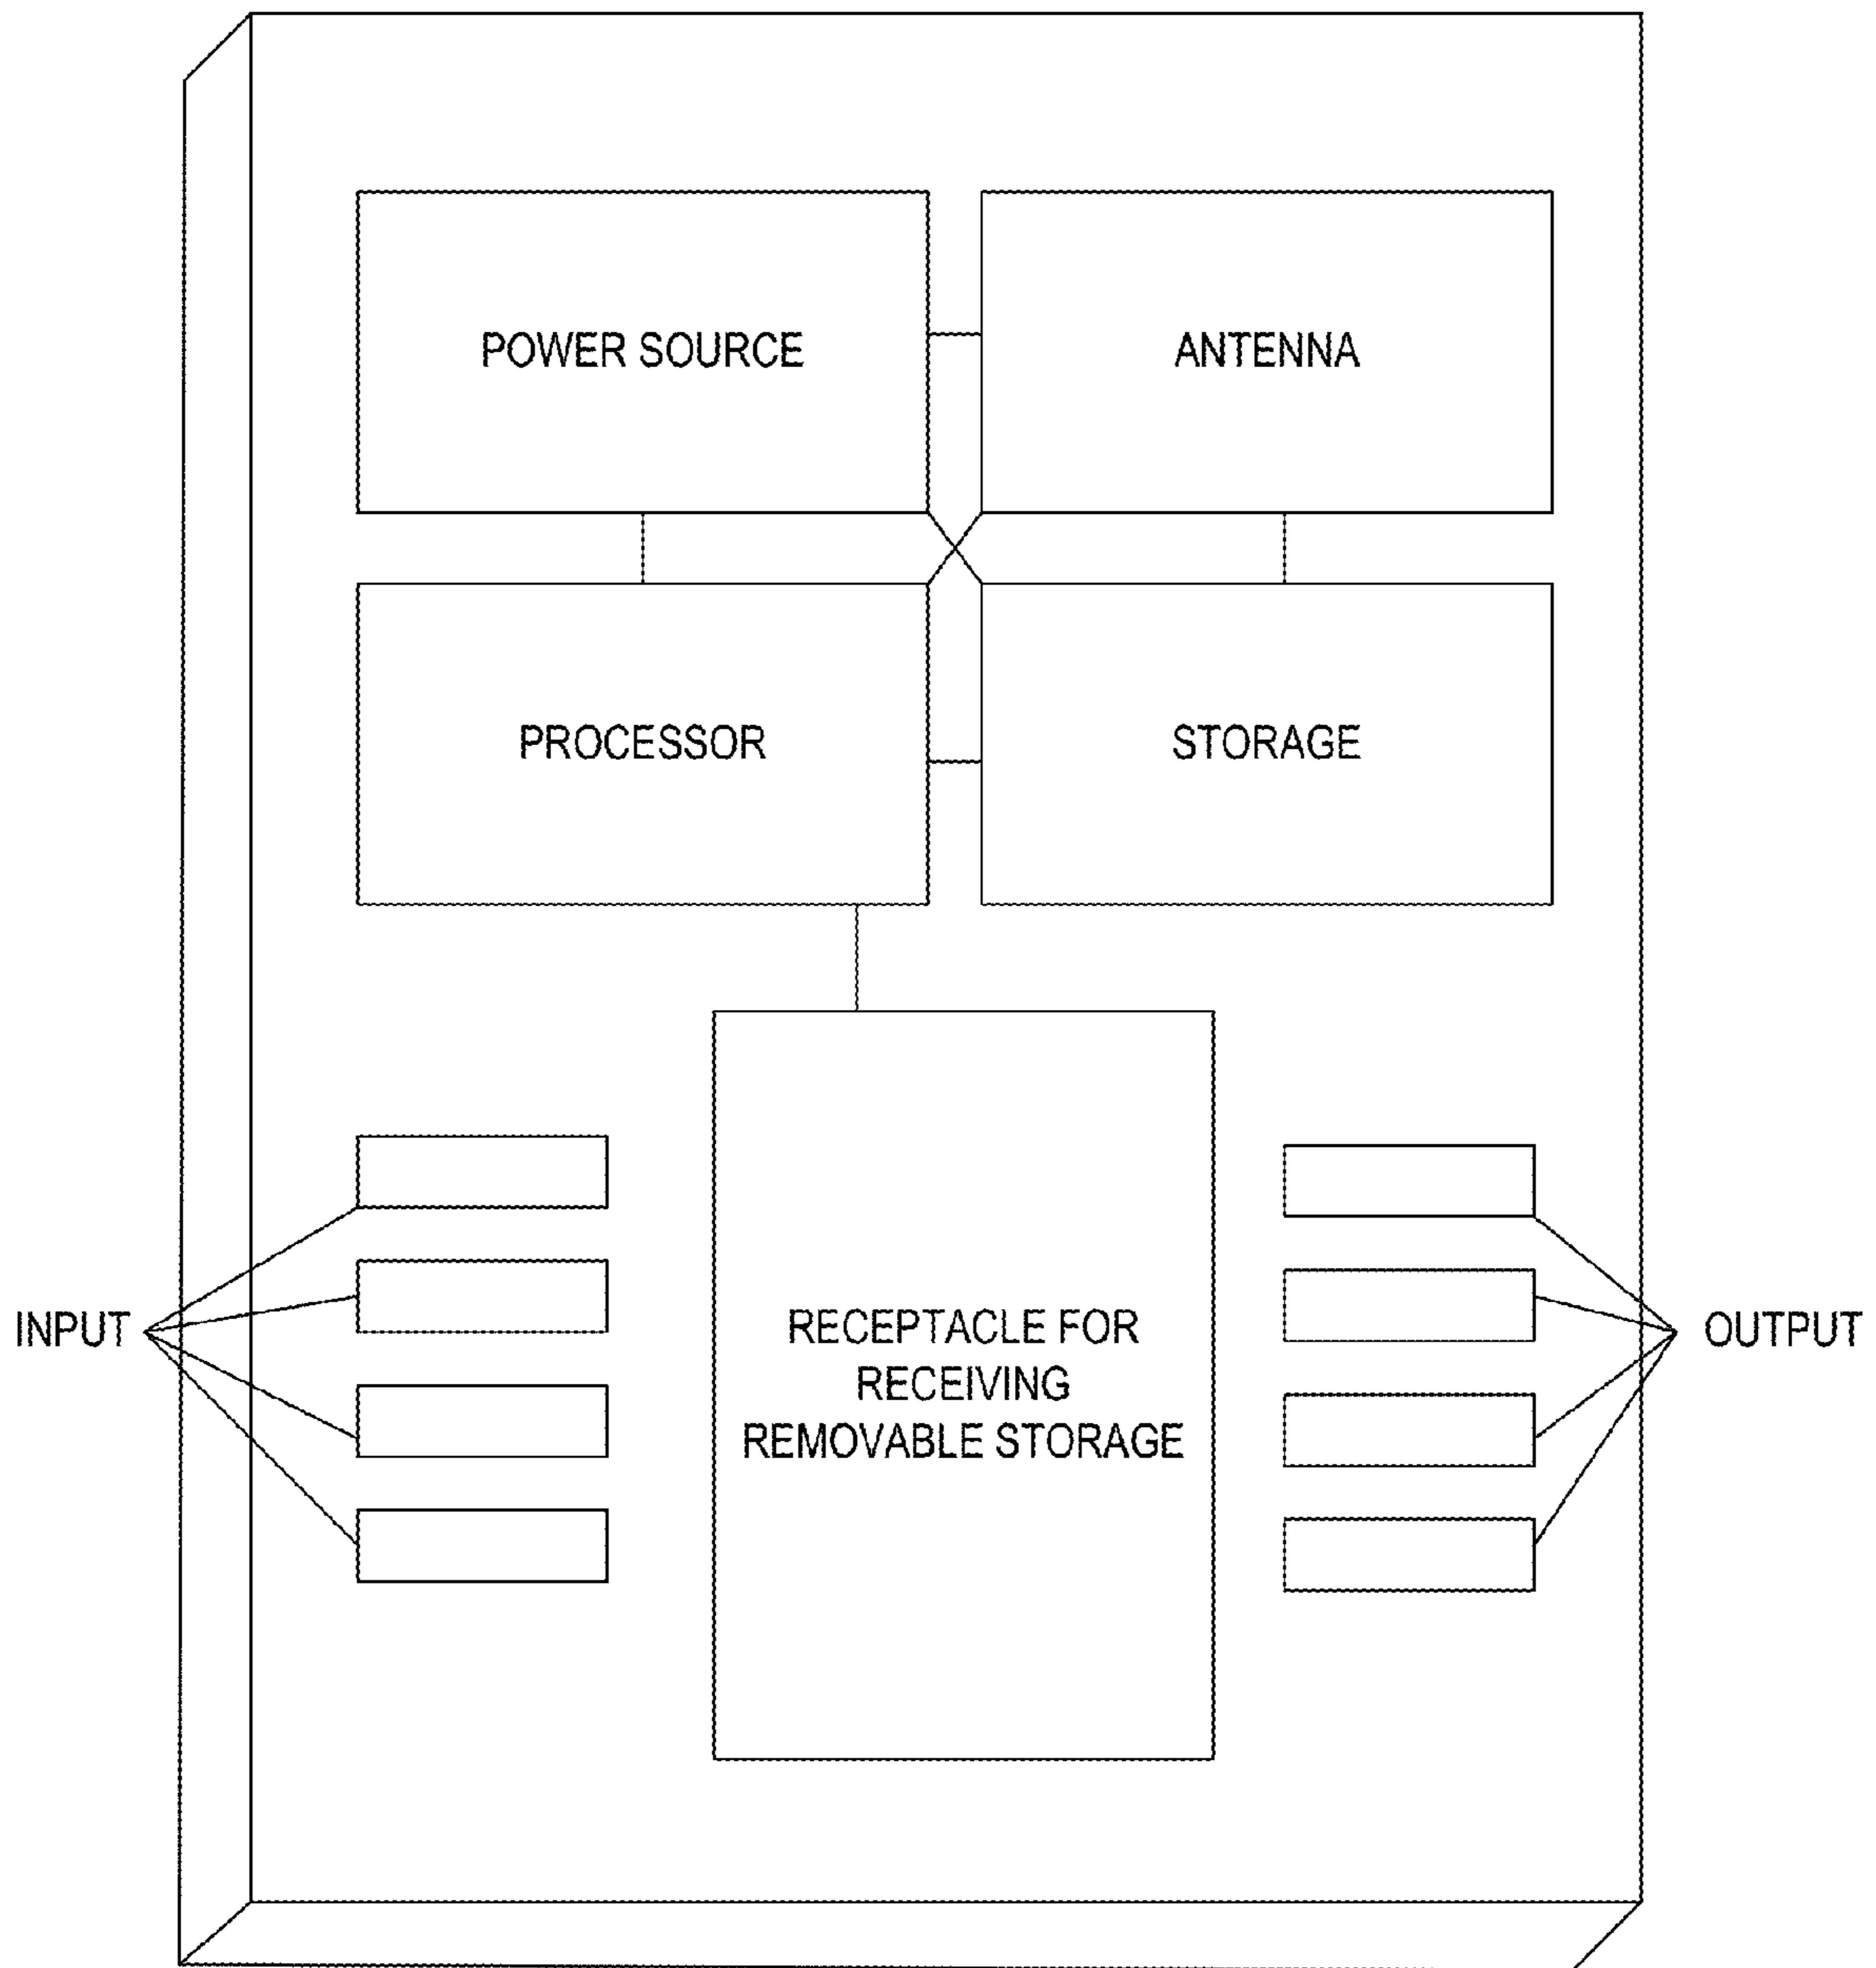 POWER SOURCE
ANTENNA
PROCESSOR
STORAGE
INPUT
RECEPTACLE FOR
RECEIVING
REMOVABLE STORAGE
OUTPUT